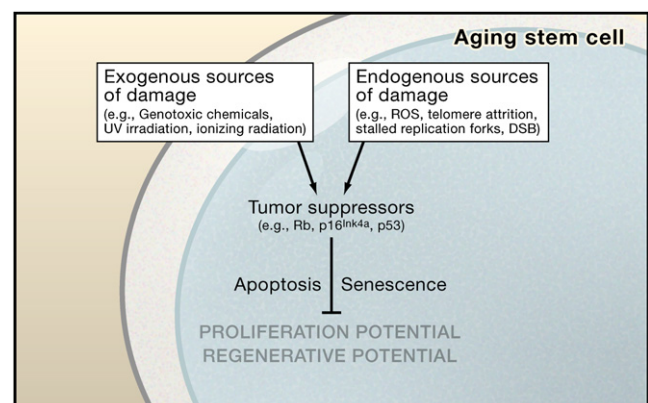 Aging stem cell
Exogenous sources
of damage
(e.g., Genotoxic chemicals,
UV irradiation, ionizing radiation)
Endogenous sources
of damage
(e.g., ROS, telomere attrition,
stalled replication forks, DSB)
Tumor suppressors
(e.g., Rb, p16Ink4a, p53)
Apoptosis
Senescence
PROLIFERATION POTENTIAL
REGENERATIVE POTENTIAL